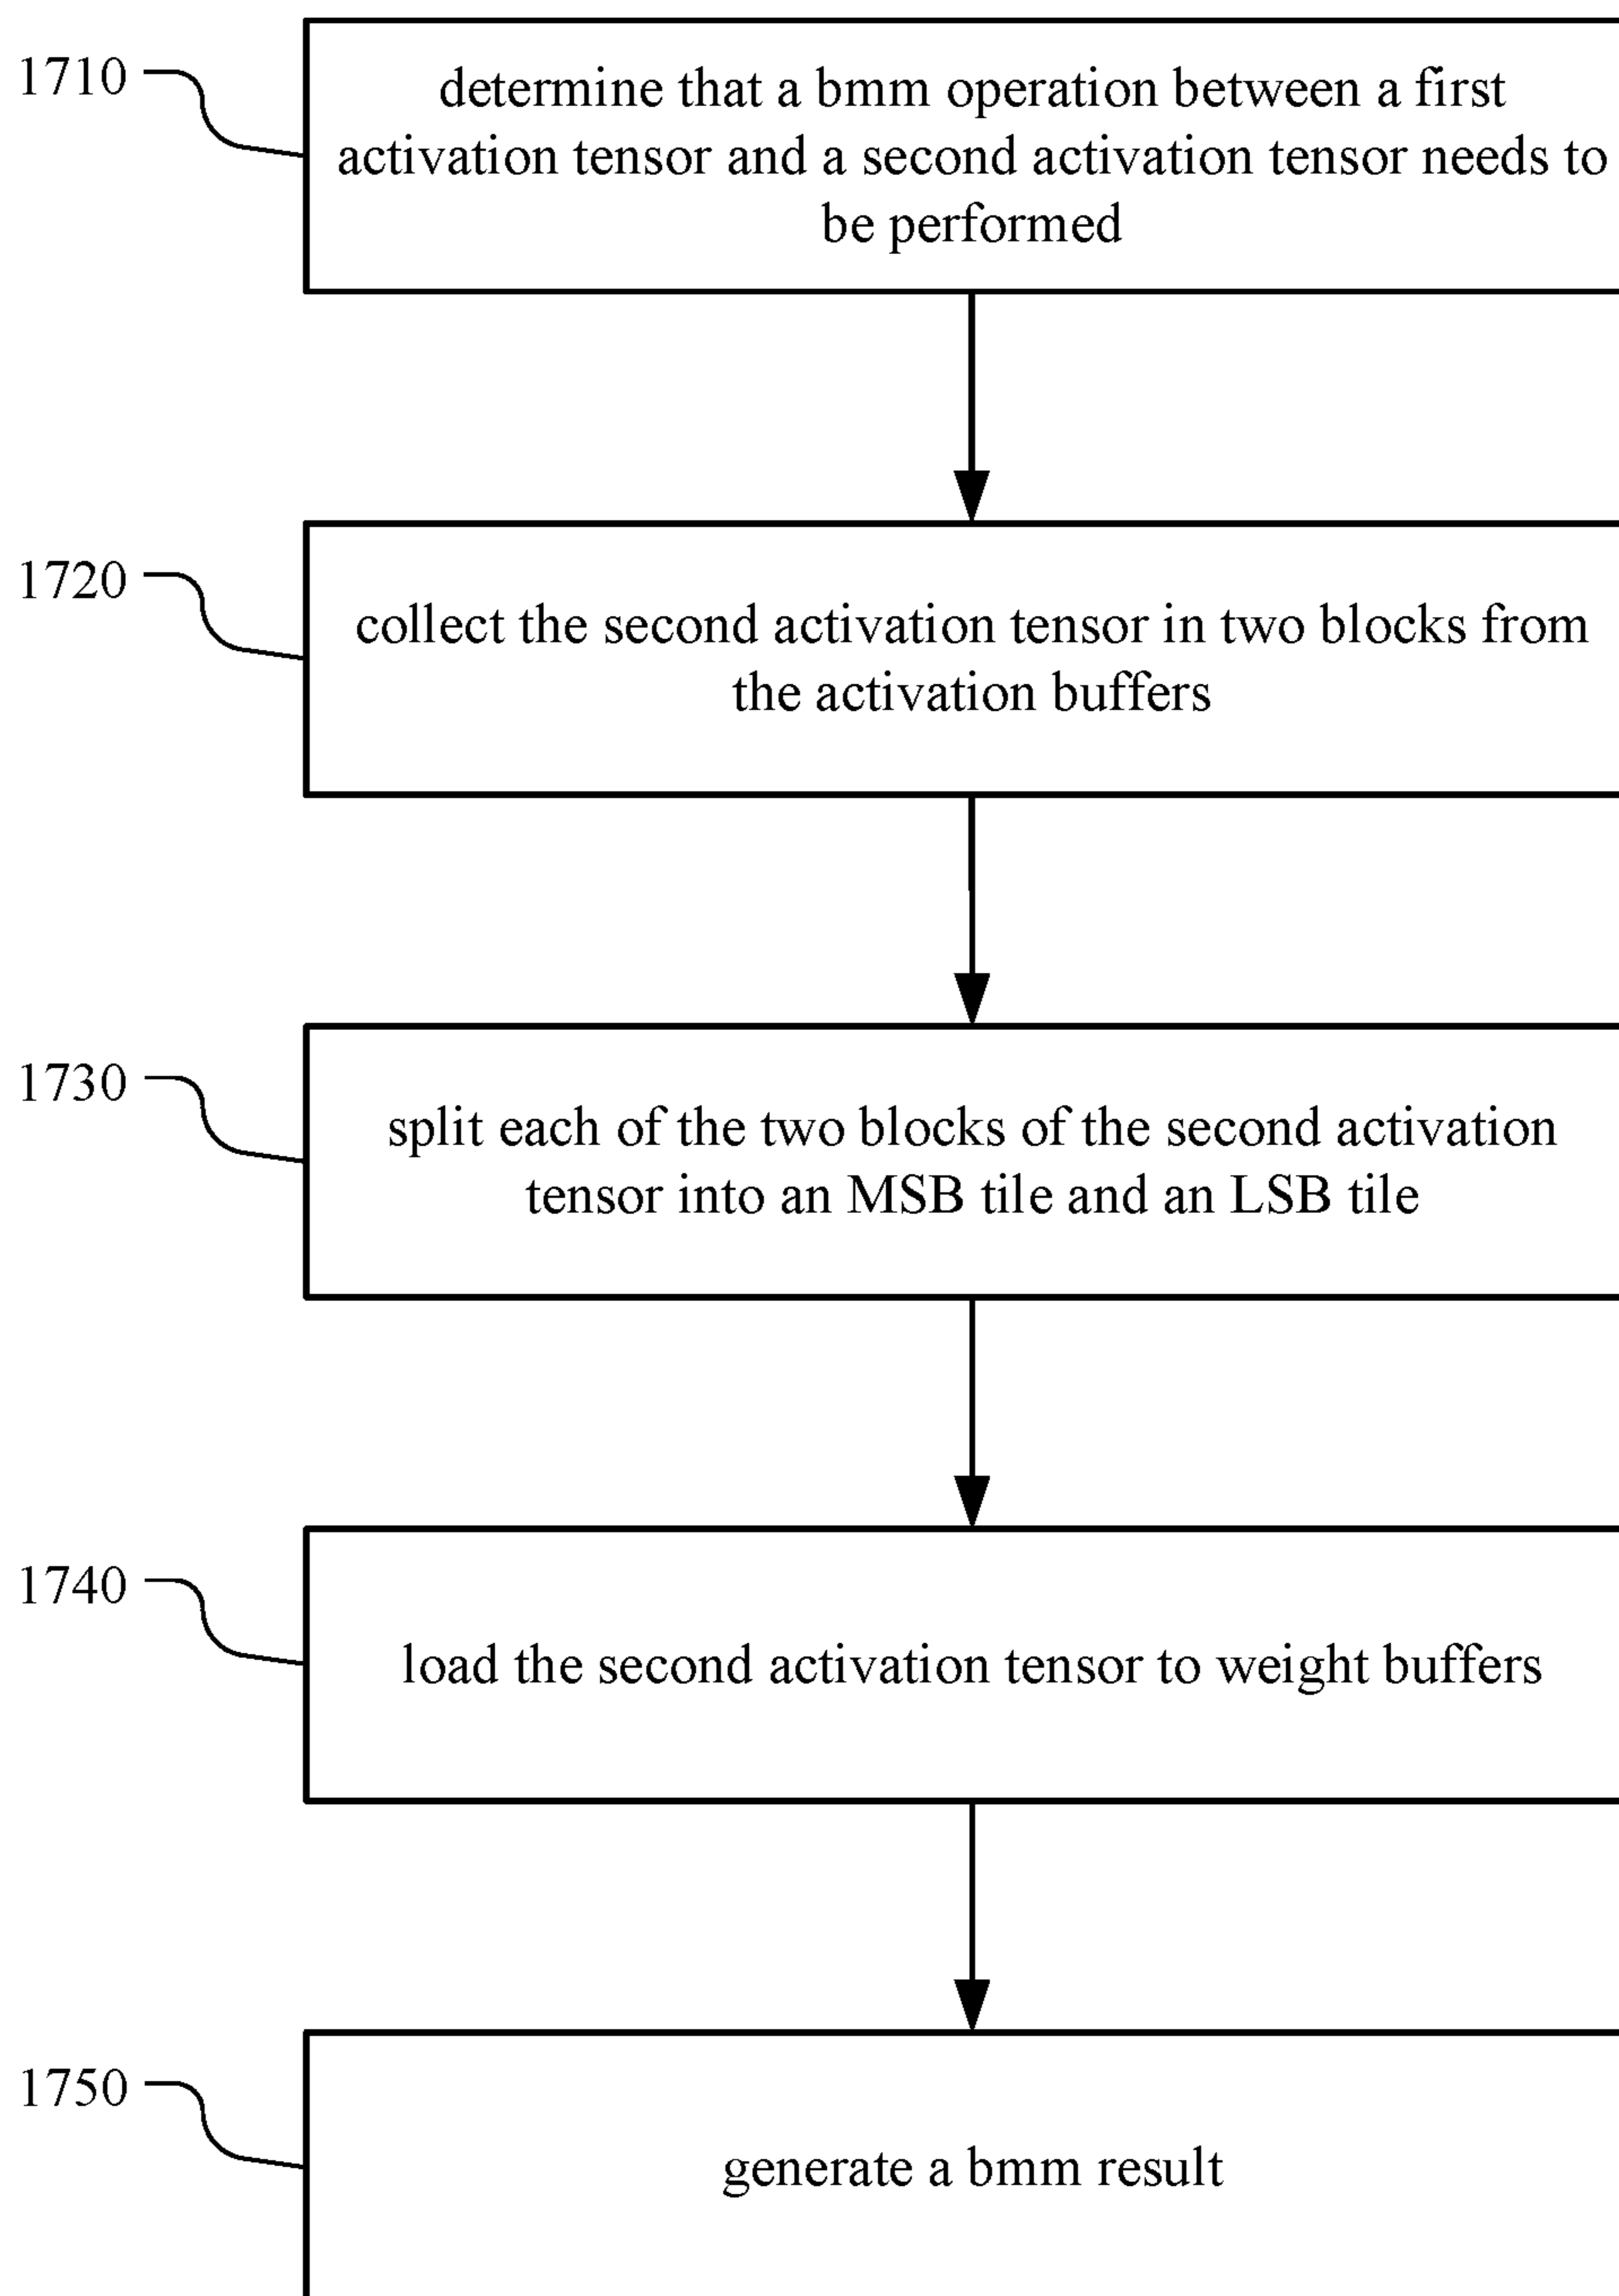 1710
determine that a bmm operation between a first
activation tensor and a second activation tensor needs to
be performed
1720
collect the second activation tensor in two blocks from
the activation buffers
1730
split each of the two blocks of the second activation
tensor into an MSB tile and an LSB tile
1740
load the second activation tensor to weight buffers
1750
generate a bmm result